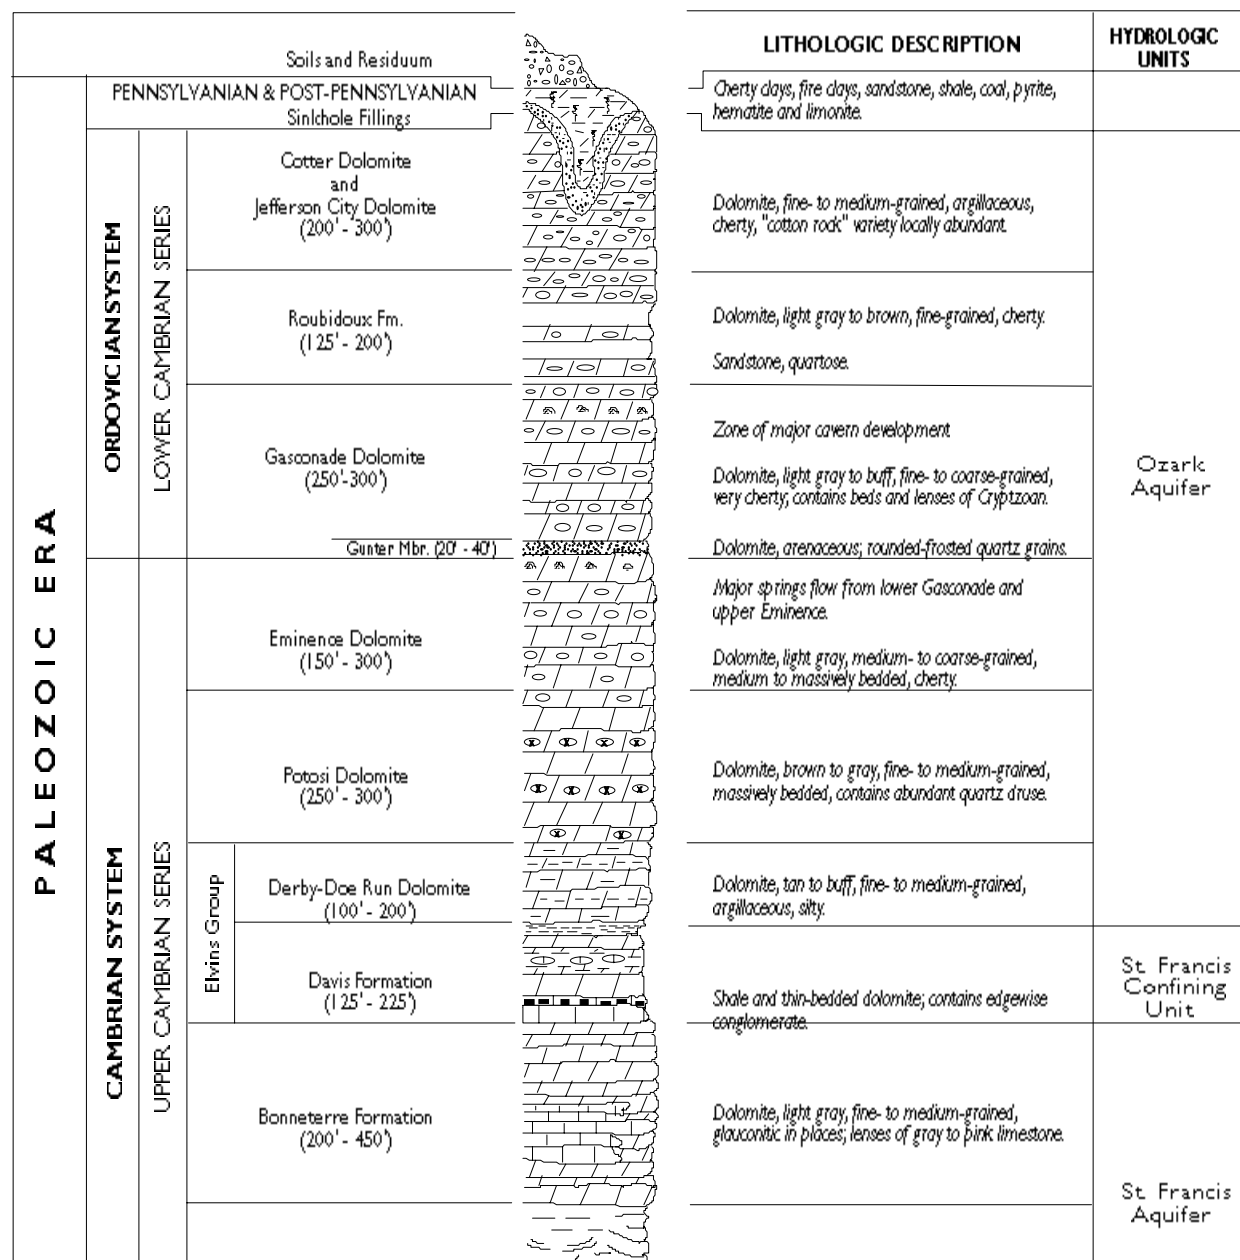 LITHOLOGIC DESCRIPTION
HYDROLOGIC
UNITS
Soils and Residuum
PENNSYLVANIAN & POST-PENNSYLVANIAN
Sinlchole Fillings
Cherty clays, fire clays, sandstone, shale, coal, pyrite,
hematite and limonite.
PALEOZOIC ERA
ORDOVICIAN SYSTEM
LOWER CAMBRIAN SERIES
Cotter Dolomite
and
Jefferson City Dolomite
(200' - 300')
Dolomite, fine- to medium-grained, argillaceous,
cherty, "cotton rock" variety locally abundant.
Roubidoux Fm.
(125' - 200')
Dolomite, light gray to brown, fine-grained, cherty.
Sandstone, quartose.
Gasconade Dolomite
(250'-300')
Zone of major cavern development
Dolomite, light gray to buff, fine- to coarse-grained,
very cherty; contains beds and lenses of Cryptzoan.
Ozark
Aquifer
Gunter Mbr. (20' - 40')
Dolomite, arenaceous; rounded-frosted quartz grains.
CAMBRIAN SYSTEM
UPPER CAMBRIAN SERIES
Eminence Dolomite
(150' - 300')
Major springs flow from lower Gasconade and
upper Eminence.
Dolomite, light gray, medium- to coarse-grained,
medium to massively bedded, cherty.
Potosi Dolomite
(250' - 300')
Dolomite, brown to gray, fine- to medium-grained,
massively bedded, contains abundant quartz druse.
Elvins Group
Derby-Doe Run Dolomite
(100' - 200')
Dolomite, tan to buff, fine- to medium-grained,
argillaceous, silty.
Davis Formation
(125' - 225')
Shale and thin-bedded dolomite; contains edgewise
conglomerate.
St. Francis
Confining
Unit
Bonneterre Formation
(200' - 450')
Dolomite, light gray, fine- to medium-grained,
glauconitic in places; lenses of gray to pink limestone.
St. Francis
Aquifer